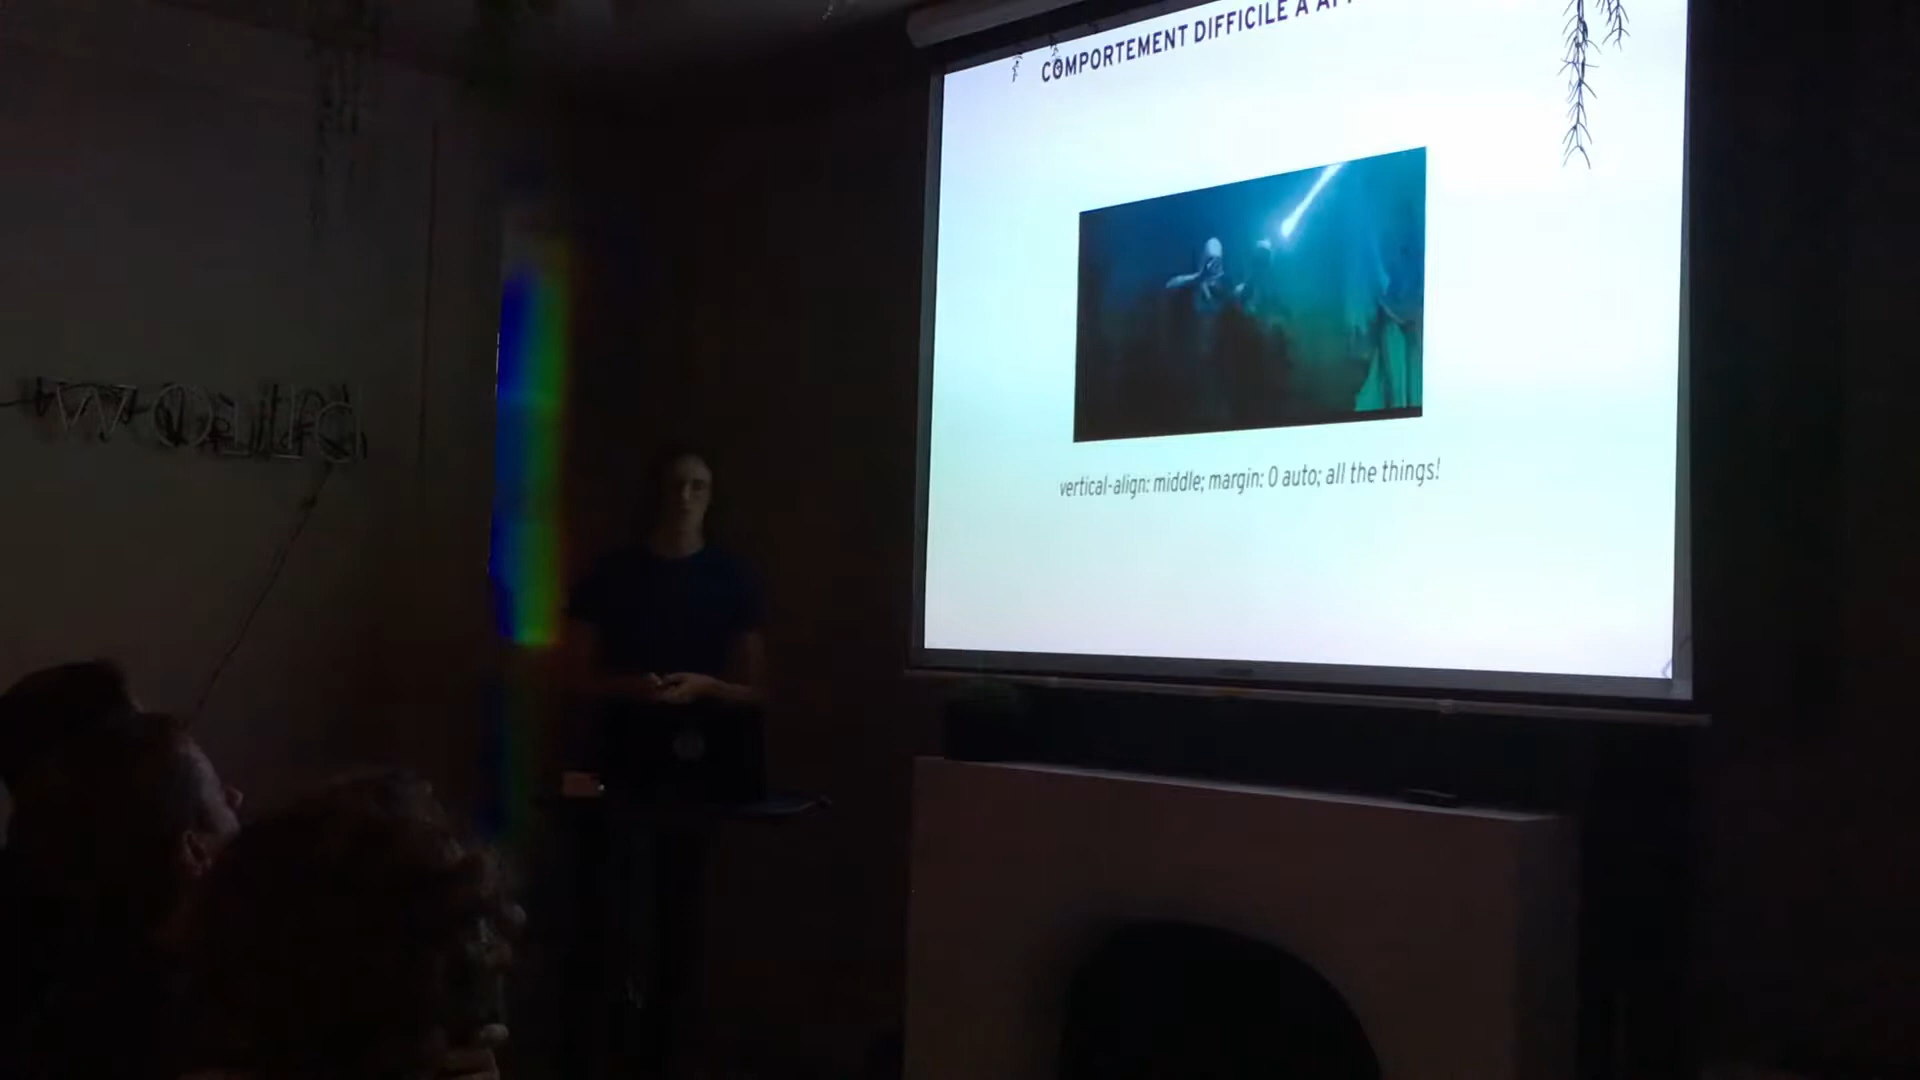 COMPORTEMENT DIFFICILE À
vertical-align: middle; margin: 0 auto; all the things!